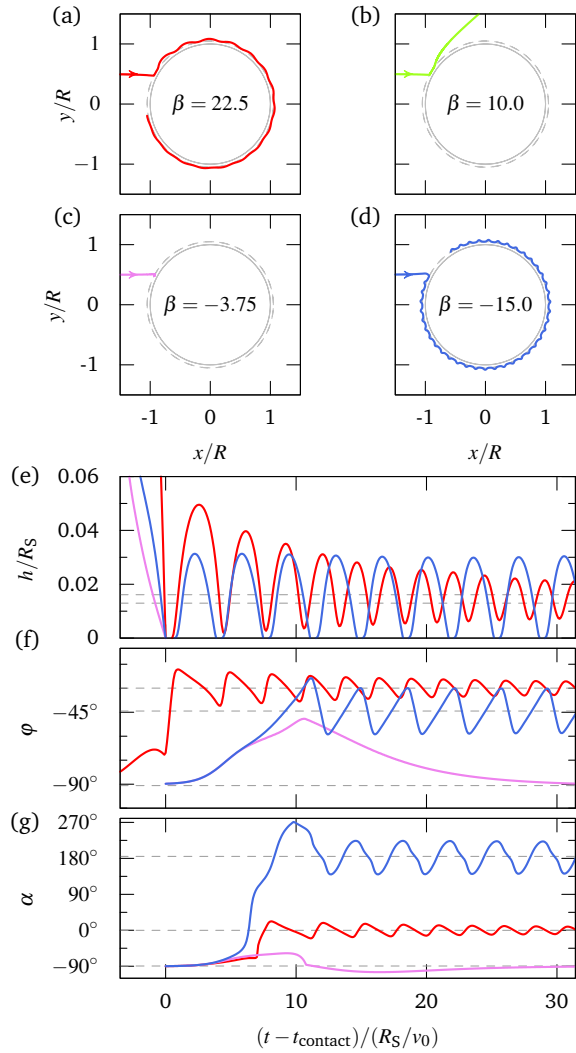 (a) (b)
1
y/R
0
−1
β = 22.5 β = 10.0
(c) (d)
1
y/R
0
-1
β = −3.75 β = −15.0
-1 0 1 -1 0 1
x/R x/R
(e)
0.06
0.04
h/R_S
0.02
0
(f)
−45°
φ
−90°
(g)
270°
180°
α
90°
0°
−90°
0 10 20 30
(t − t_contact)/(R_S/v_0)